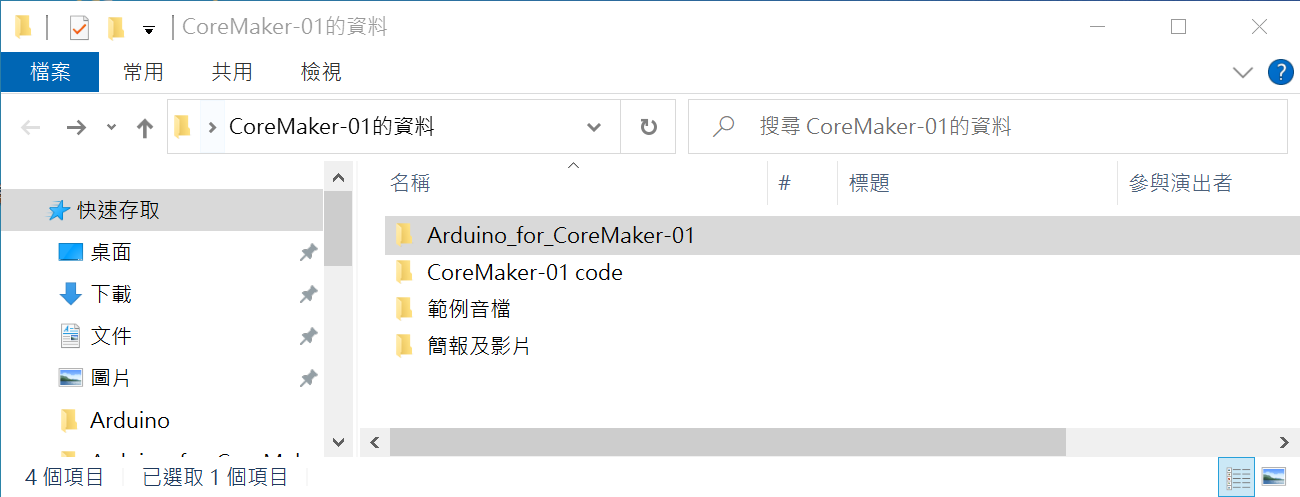 CoreMaker-01的資料
檔案 常用 共用 檢視
CoreMaker-01的資料 搜尋 CoreMaker-01的資料
名稱 # 標題 參與演出者
快速存取
桌面
下載
文件
圖片
Arduino
Arduino_for_CoreMaker-01
CoreMaker-01 code
範例音檔
簡報及影片
4 個項目 已選取 1 個項目